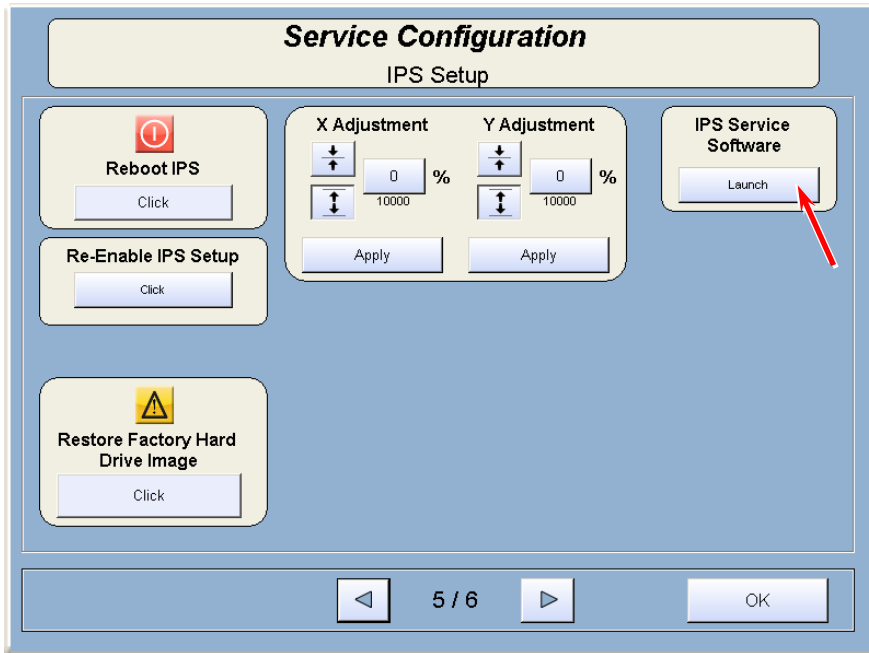 Service Configuration
IPS Setup
Reboot IPS
Click
Re-Enable IPS Setup
Click
Restore Factory Hard
Drive Image
Click
X Adjustment
0 %
10000
Apply
Y Adjustment
0 %
10000
Apply
IPS Service
Software
Launch
5 / 6
OK